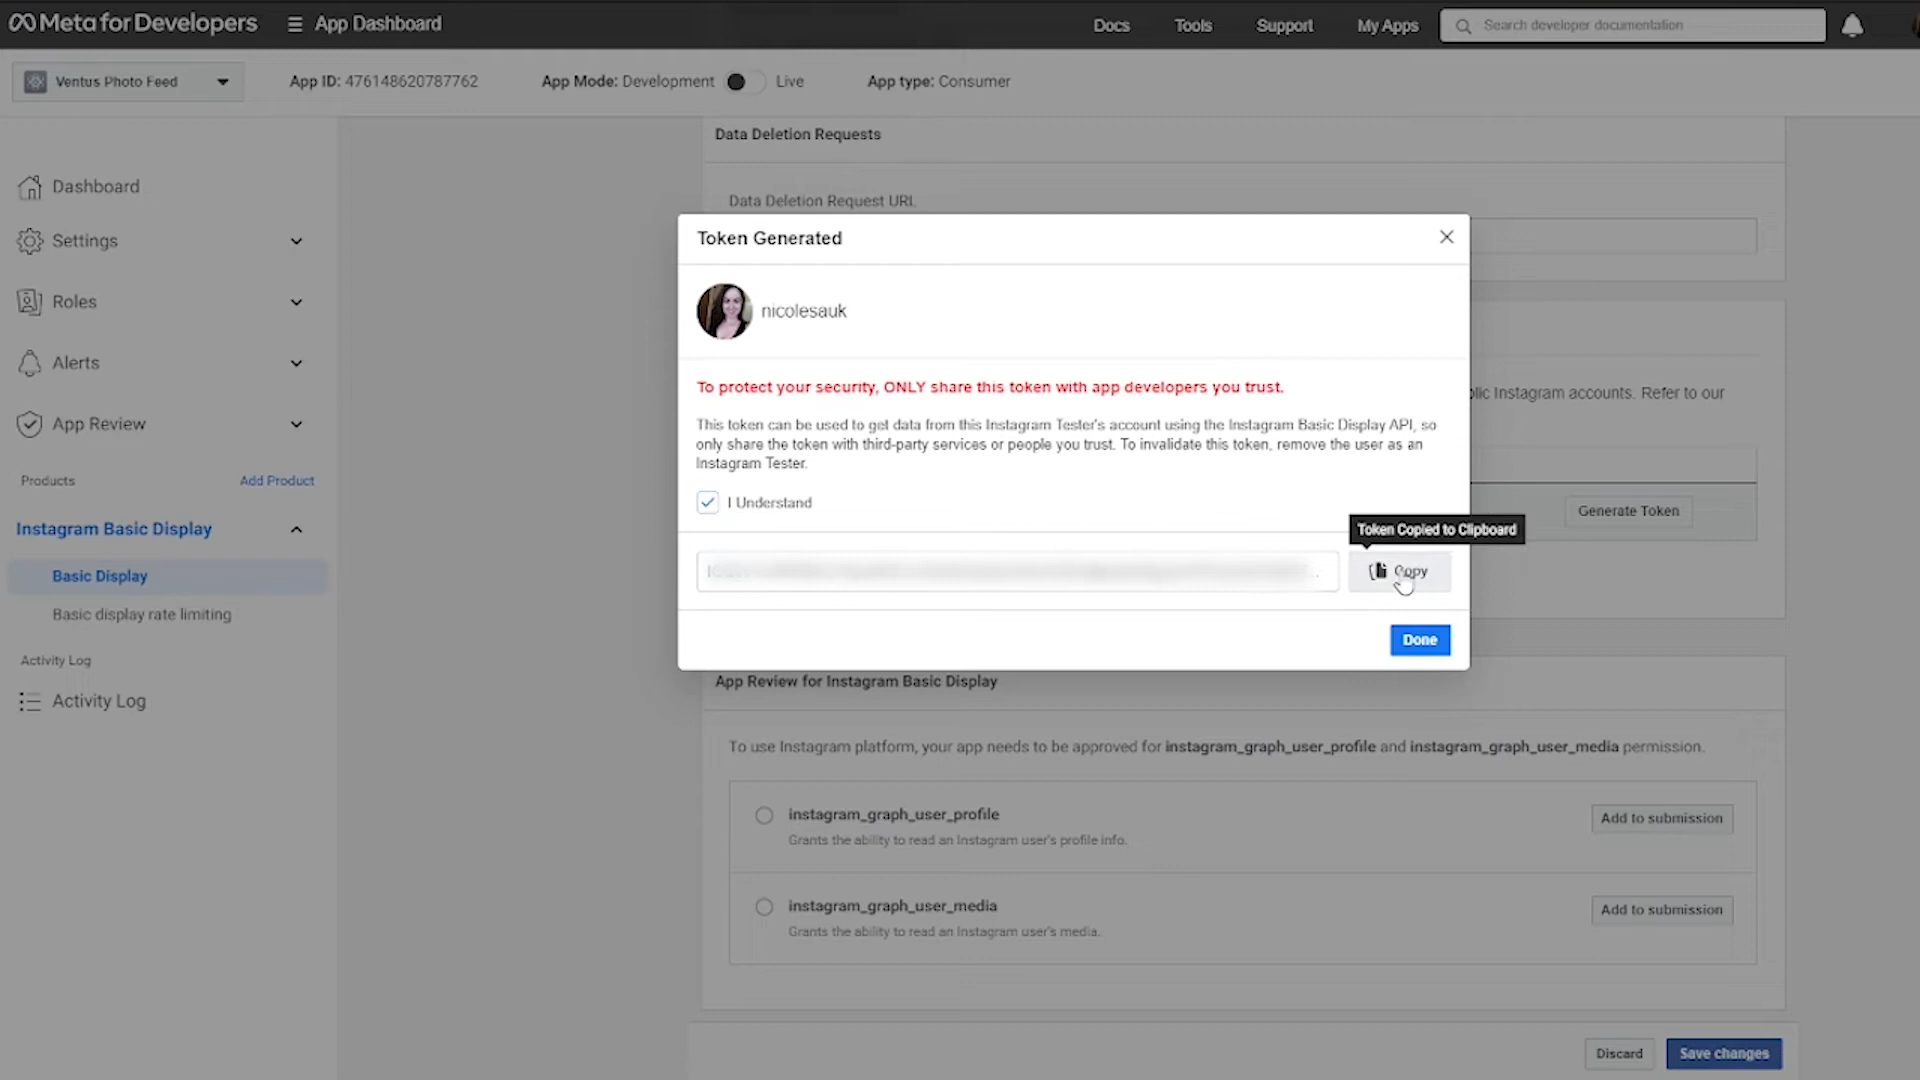 Meta for Developers
App Dashboard
Docs
Tools
Support
My Apps
Search developer documentation
Ventus Photo Feed
App ID: 476148620787762
App Mode: Development
Live
App type: Consumer
Dashboard
Settings
Roles
Alerts
App Review
Products
Add Product
Instagram Basic Display
Basic Display
Basic display rate limiting
Activity Log
Activity Log
Data Deletion Requests
Data Deletion Request URL
Token Generated
nicolesauk
To protect your security, ONLY share this token with app developers you trust.
This token can be used to get data from this Instagram Tester's account using the Instagram Basic Display API, so
only share the token with third-party services or people you trust. To invalidate this token, remove the user as an
Instagram Tester.
I Understand
Token Copied to Clipboard
Copy
Done
Instagram accounts. Refer to our
Generate Token
App Review for Instagram Basic Display
To use Instagram platform, your app needs to be approved for instagram_graph_user_profile and instagram_graph_user_media permission.
instagram_graph_user_profile
Grants the ability to read an Instagram user's profile info.
Add to submission
instagram_graph_user_media
Grants the ability to read an Instagram user's media.
Add to submission
Discard
Save changes